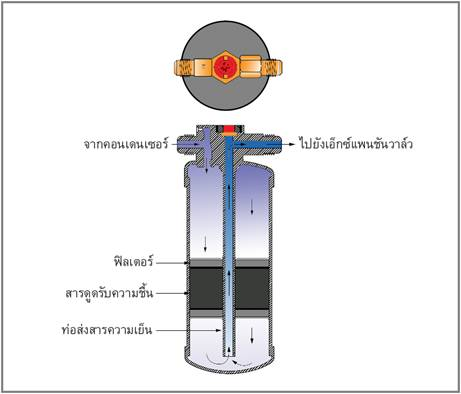 จากคอนเดนเซอร์
ไปยังเอ็กซ์แพนชันวาล์ว
ฟิลเตอร์
สารดูดรับความชื้น
ท่อส่งสารความเย็น